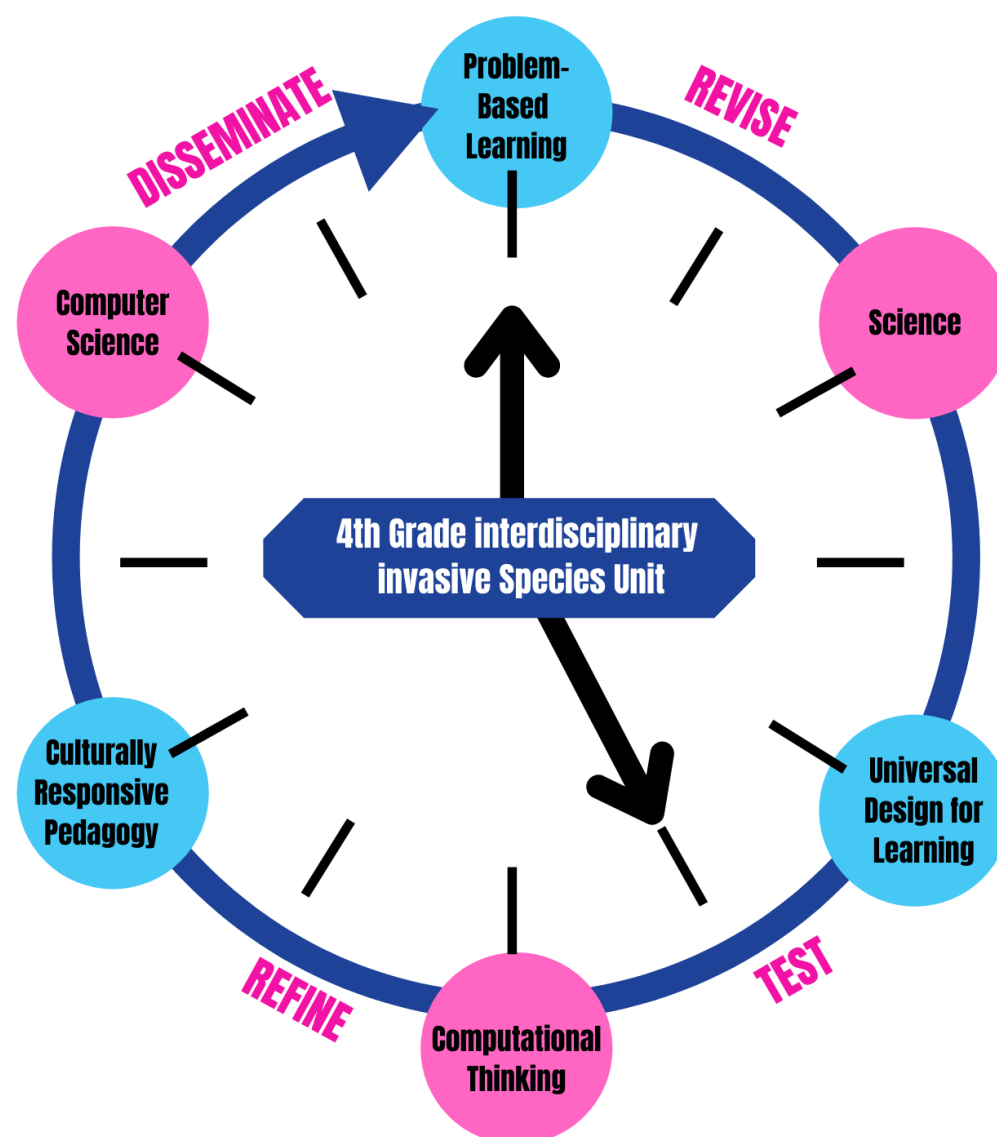 Problem-
Based
Learning
REVISE
Science
Universal
Design for
Learning
TEST
Computational
Thinking
REFINE
Culturally
Responsive
Pedagogy
Computer
Science
DISSEMINATE
4th Grade interdisciplinary
invasive Species Unit